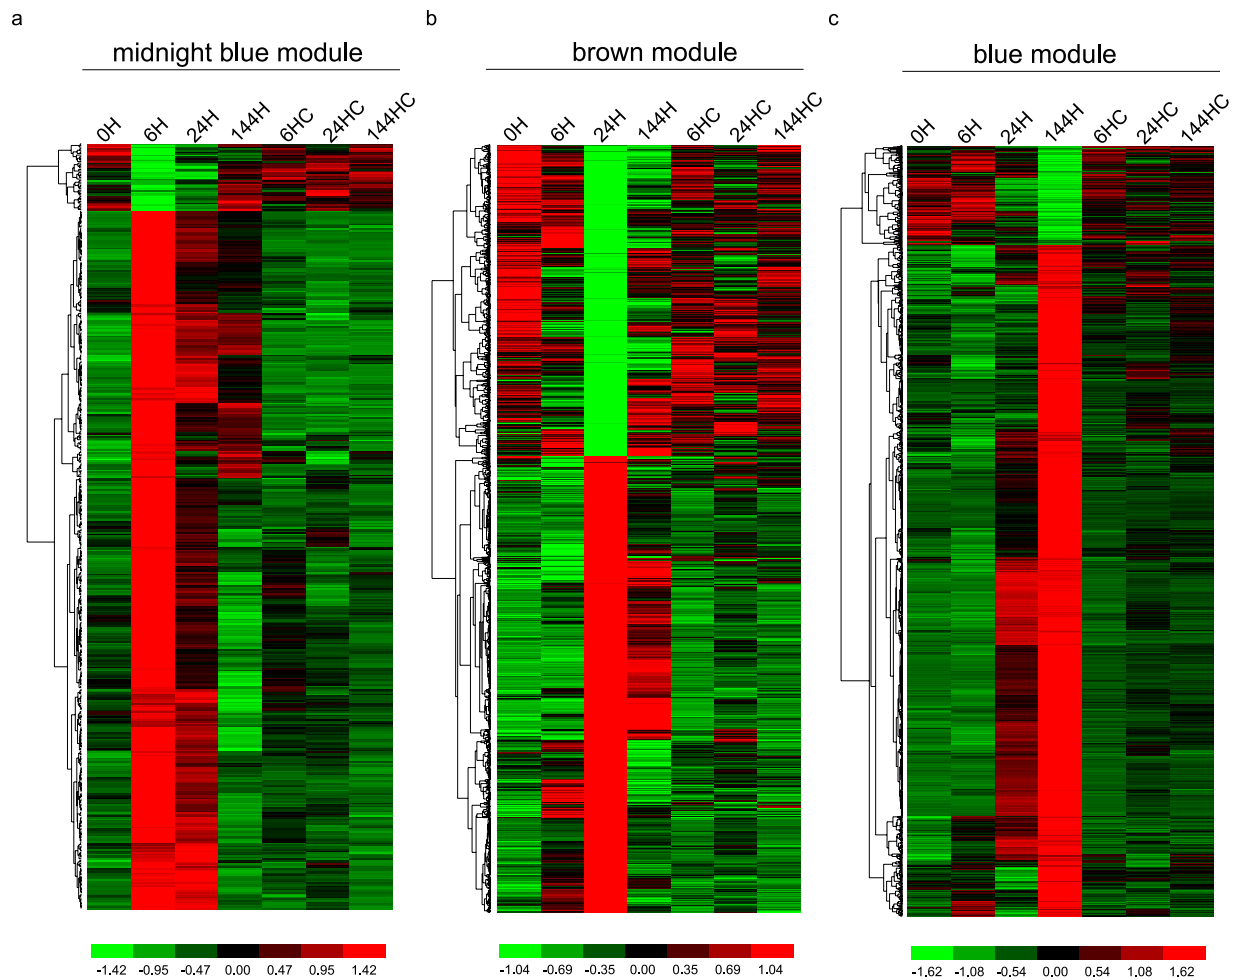 a
midnight blue module
0H 6H 24H 144H 6HC 24HC 144HC
-1.42 -0.95 -0.47 0.00 0.47 0.95 1.42
b
brown module
0H 6H 24H 144H 6HC 24HC 144HC
-1.04 -0.69 -0.35 0.00 0.35 0.69 1.04
c
blue module
0H 6H 24H 144H 6HC 24HC 144HC
-1.62 -1.08 -0.54 0.00 0.54 1.08 1.62